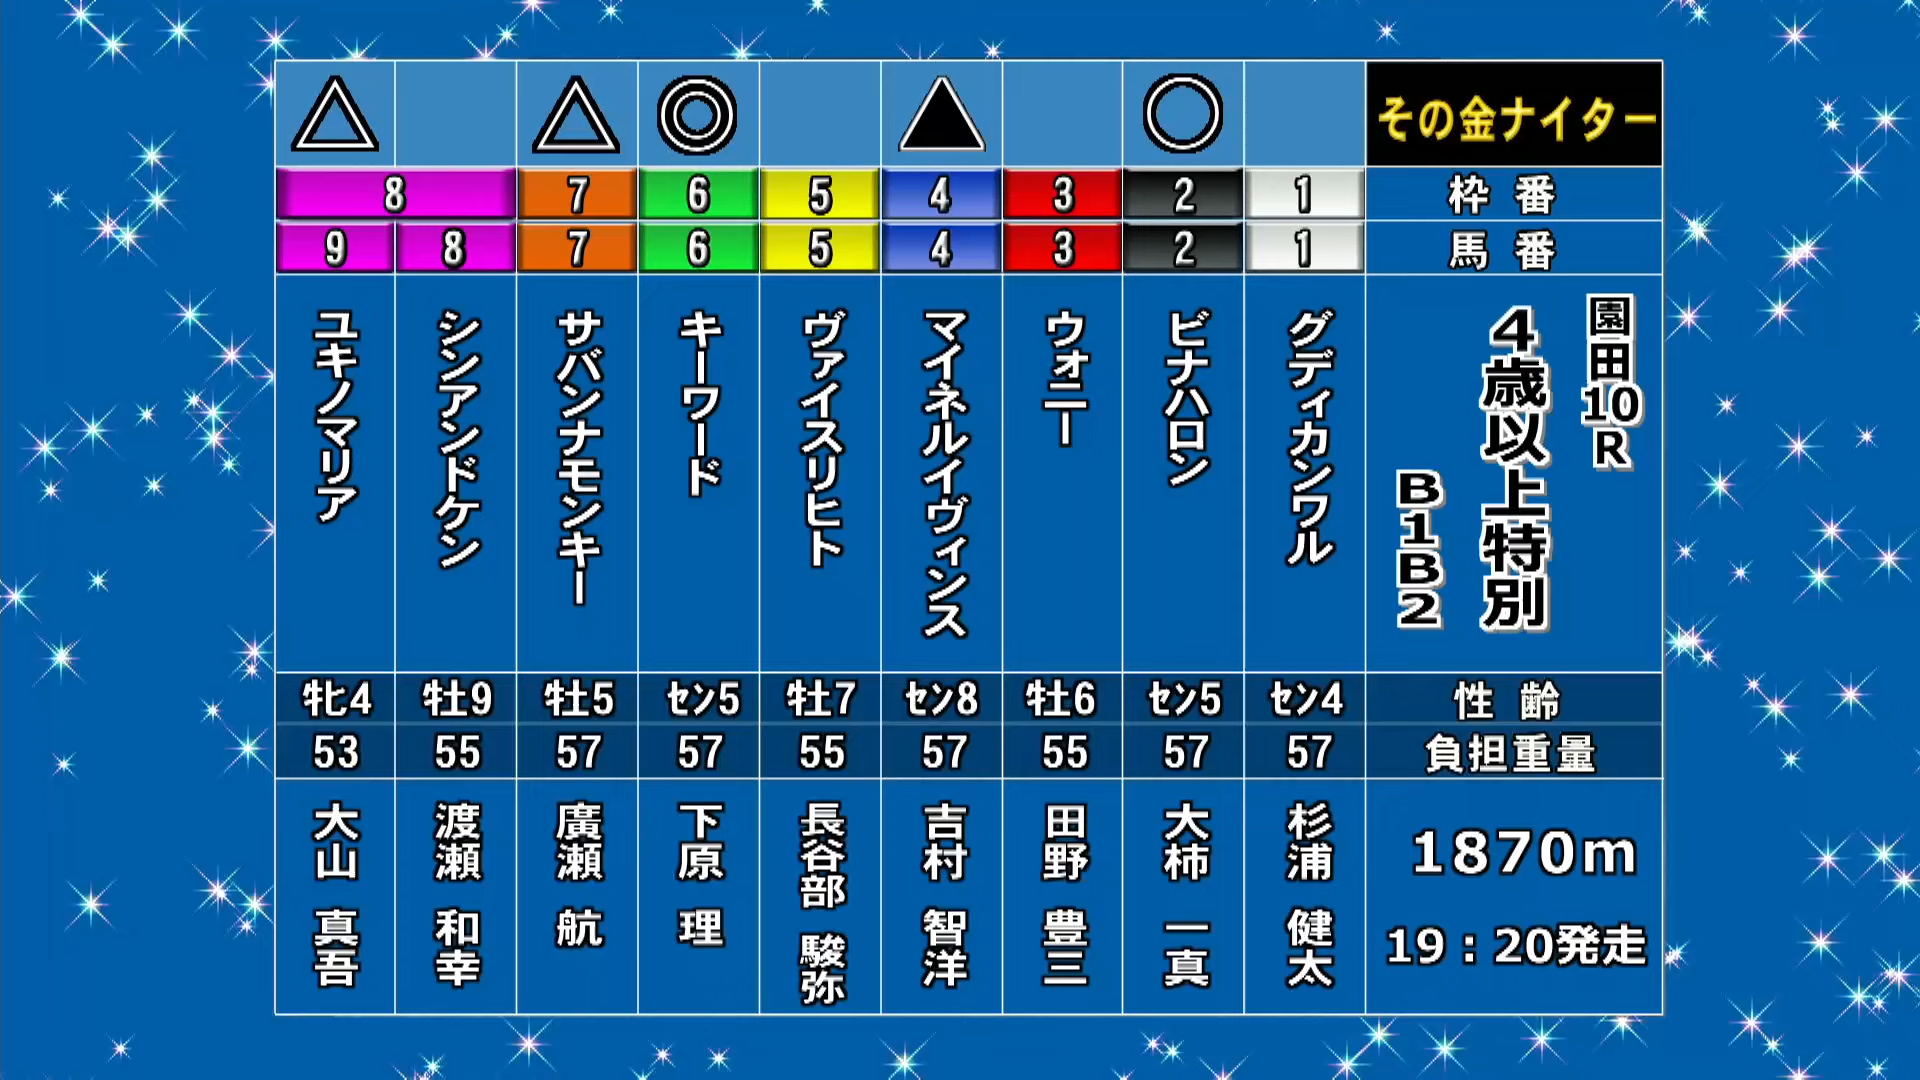 その金ナイター
枠番
馬番
園田10R
4歳以上特別
B1B2
性齢
負担重量
1870m
19:20発走
1
1
グディカンワル
セン4
57
杉浦 健太
○
2
2
ビナハロン
セン5
57
大柿 一真
3
3
ウォニー
牡6
55
田野 豊三
▲
4
4
マイネルイヴィンス
セン8
57
吉村 智洋
5
5
ヴァイスリヒト
牡7
55
長谷部 駿弥
◎
6
6
キーワード
セン5
57
下原 理
△
7
7
サバンナモンキー
牡5
57
廣瀬 航
8
8
シンアンドケン
牡9
55
渡瀬 和幸
△
9
ユキノマリア
牝4
53
大山 真吾